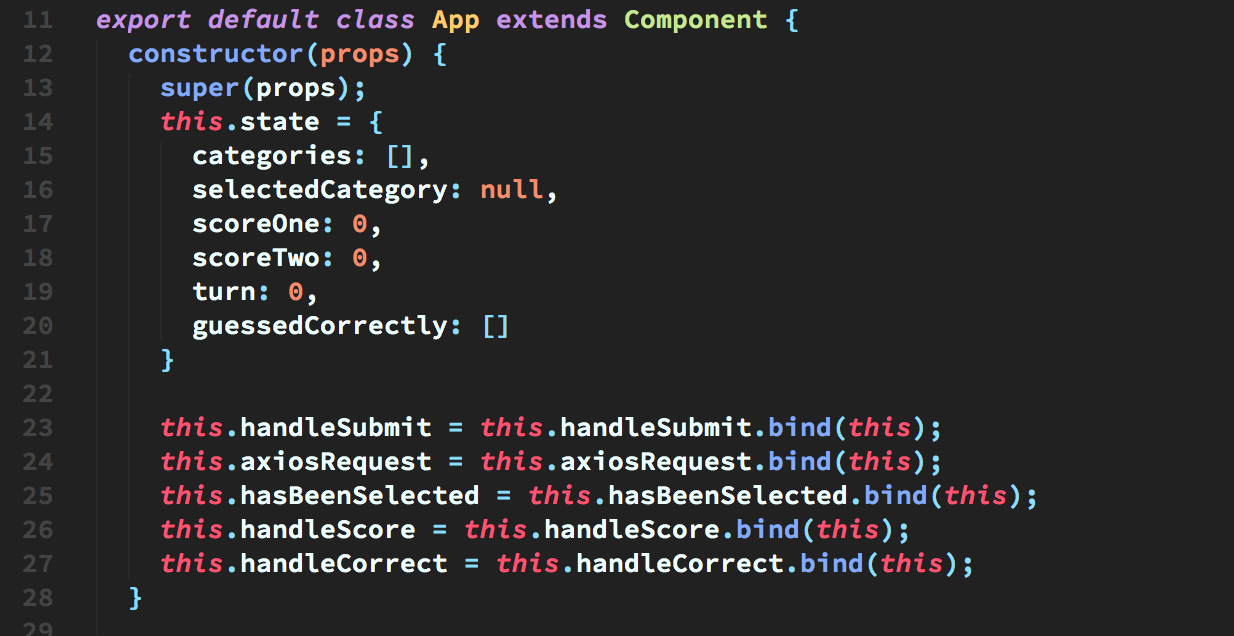 11 export default class App extends Component {
12 constructor(props) {
13 super(props);
14 this.state = {
15 categories: [],
16 selectedCategory: null,
17 scoreOne: 0,
18 scoreTwo: 0,
19 turn: 0,
20 guessedCorrectly: []
21 }
22
23 this.handleSubmit = this.handleSubmit.bind(this);
24 this.axiosRequest = this.axiosRequest.bind(this);
25 this.hasBeenSelected = this.hasBeenSelected.bind(this);
26 this.handleScore = this.handleScore.bind(this);
27 this.handleCorrect = this.handleCorrect.bind(this);
28 }
29